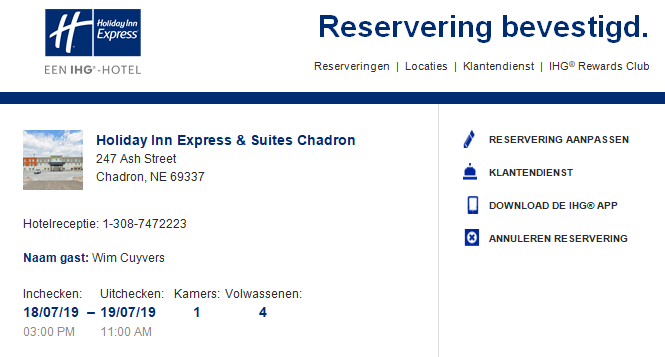 Holiday Inn
Express
EEN IHG®-HOTEL
Reservering bevestigd.
Reserveringen | Locaties | Klantendienst | IHG® Rewards Club
Holiday Inn Express & Suites Chadron
247 Ash Street
Chadron, NE 69337
Hotelreceptie: 1-308-7472223
Naam gast: Wim Cuyvers
Inchecken: Uitchecken: Kamers: Volwassenen:
18/07/19 – 19/07/19 1 4
03:00 PM 11:00 AM
RESERVERING AANPASSEN
KLANTENDIENST
DOWNLOAD DE IHG® APP
ANNULEREN RESERVERING